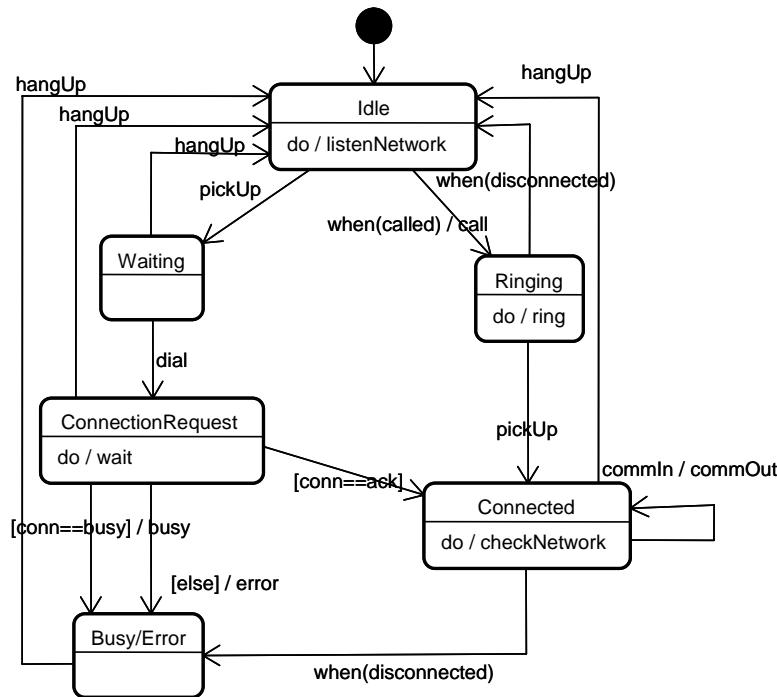 hangUp
hangUp
Idle
hangUp
do / listenNetwork
hangUp
when(disconnected)
pickUp
when(called) / call
Waiting
Ringing
do / ring
dial
ConnectionRequest
do / wait
pickUp
commIn / commOut
[conn==ack]
Connected
[conn==busy] / busy
do / checkNetwork
[else] / error
Busy/Error
when(disconnected)